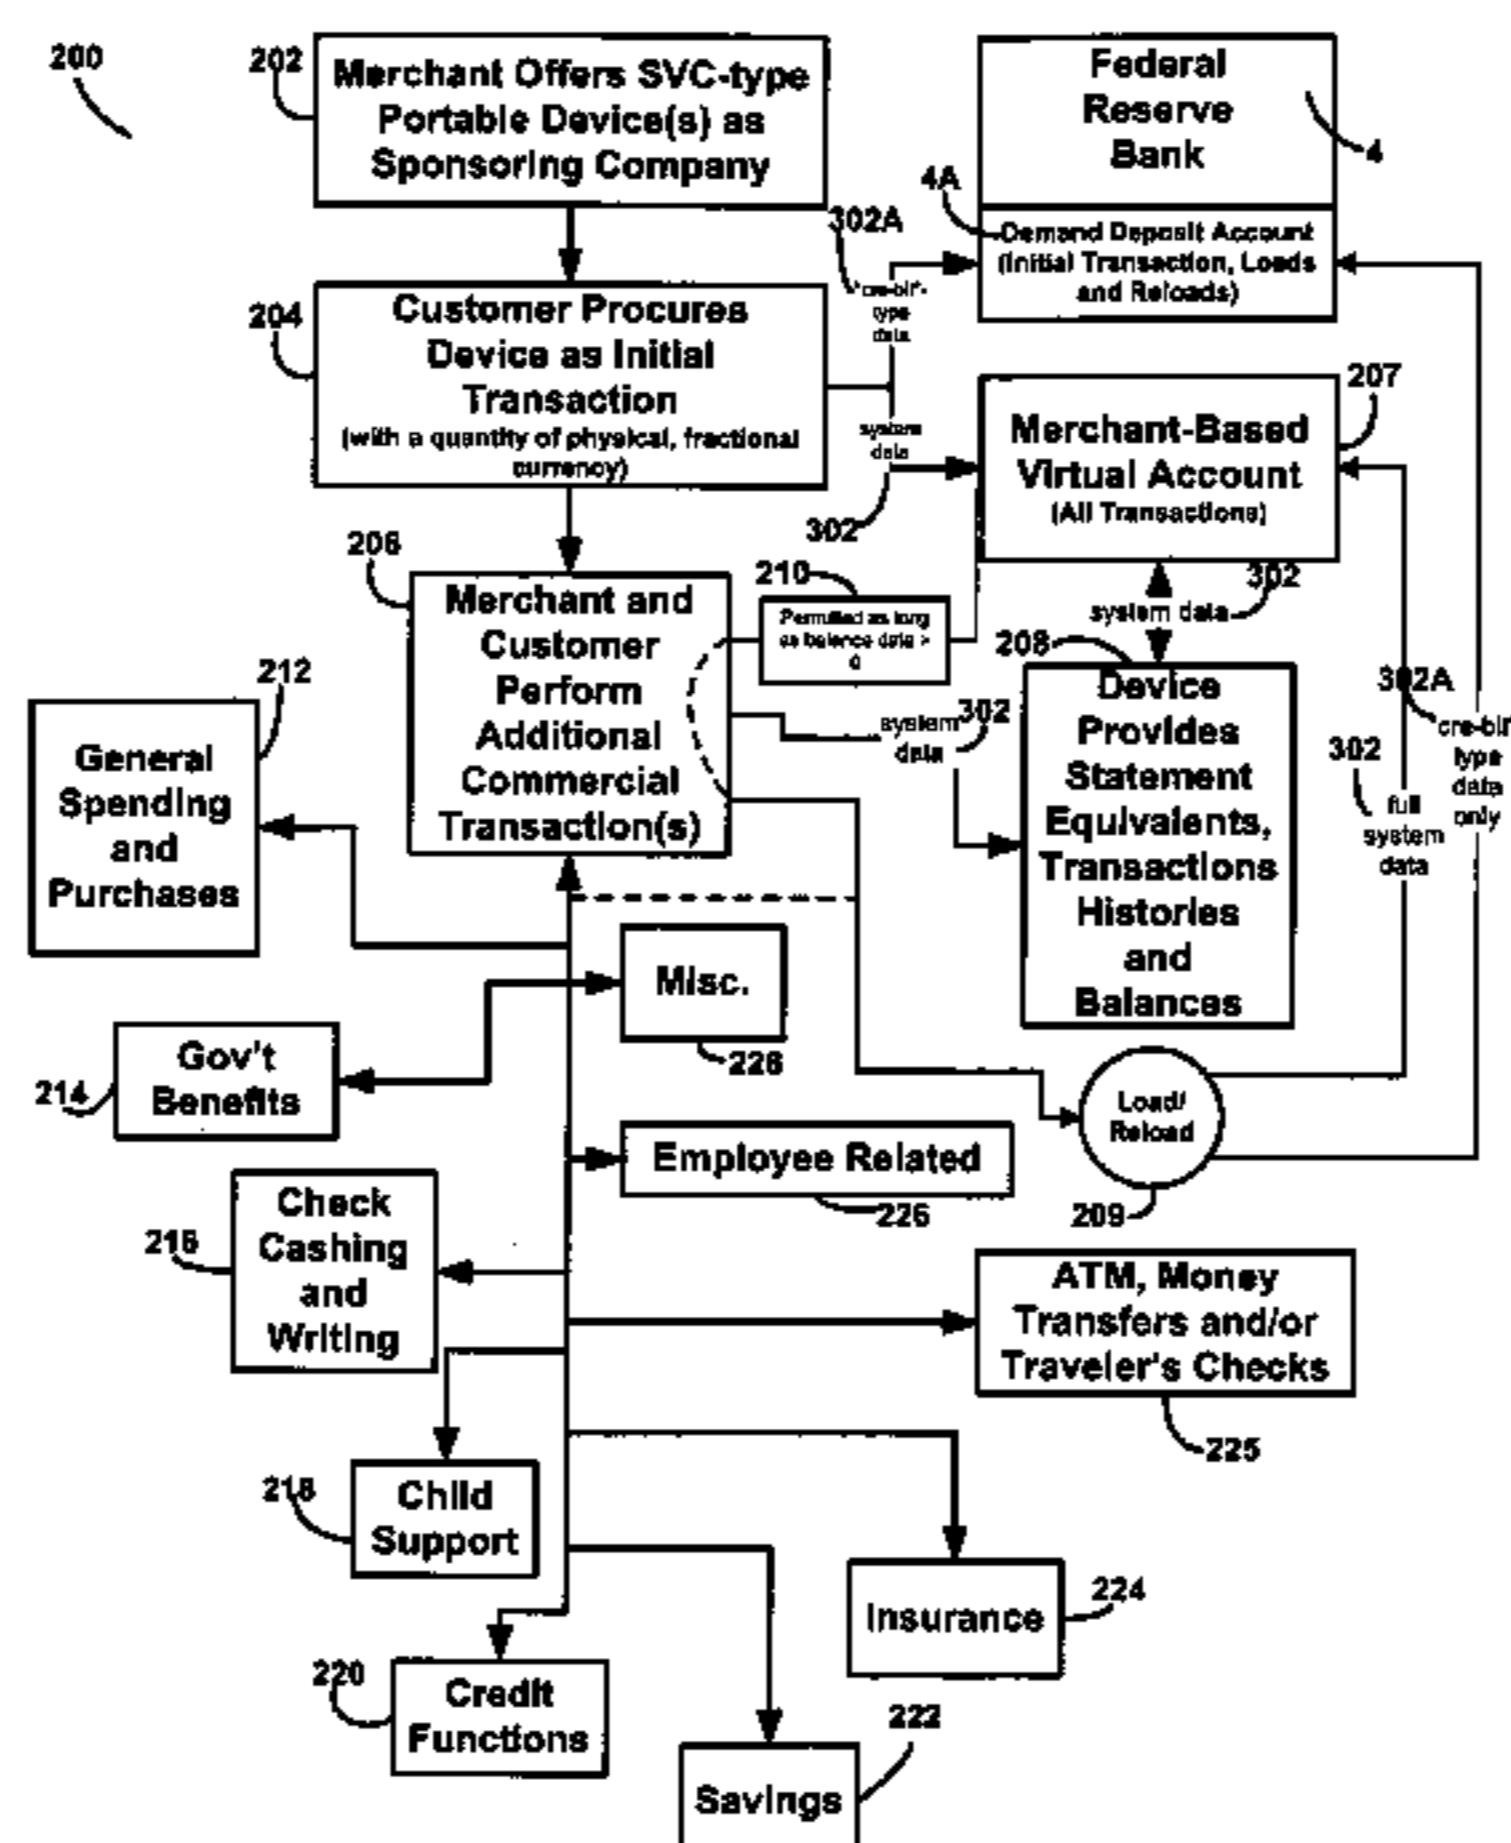 200
202
Merchant Offers SVC-type
Portable Device(s) as
Sponsoring Company
Federal
Reserve
Bank
4
4A
Demand Deposit Account
(Initial Transaction, Loads
and Reloads)
302A
"cre-bir"-
type
data
204
Customer Procures
Device as Initial
Transaction
(with a quantity of physical, fractional
currency)
system
data
302
207
Merchant-Based
Virtual Account
(All Transactions)
302
system data
206
Merchant and
Customer
Perform
Additional
Commercial
Transaction(s)
210
Permitted as long
as balance data >
0
system
data
302
208
Device
Provides
Statement
Equivalents,
Transactions
Histories
and
Balances
302A
cre-bir
type
data
only
302
full
system
data
212
General
Spending
and
Purchases
Misc.
228
Gov't
Benefits
214
Load/
Reload
209
Employee Related
226
216
Check
Cashing
and
Writing
ATM, Money
Transfers and/or
Traveler's Checks
225
218
Child
Support
Insurance
224
220
Credit
Functions
222
Savings